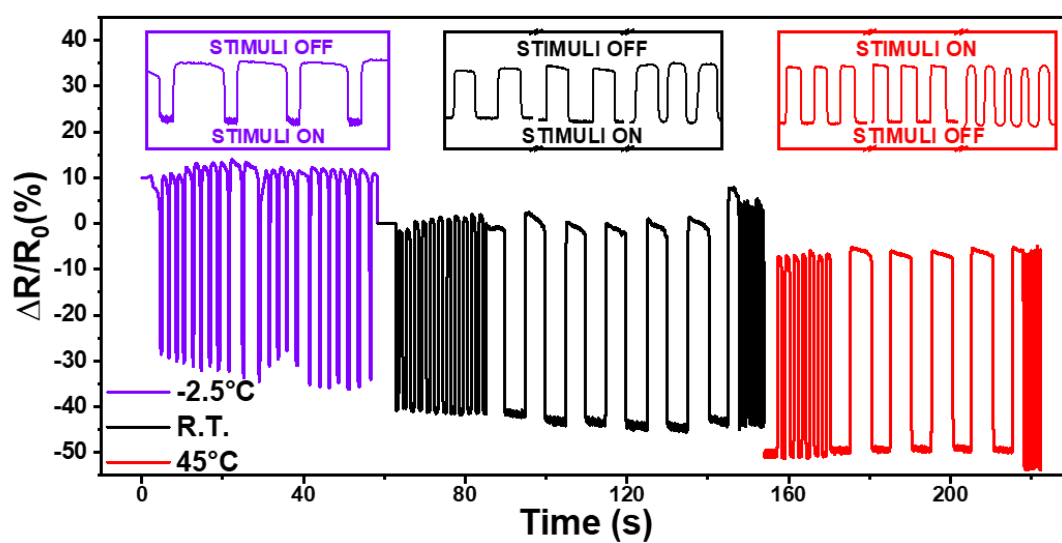 STIMULI OFF
STIMULI ON
STIMULI OFF
STIMULI ON
STIMULI ON
STIMULI OFF
40
30
20
10
0
-10
-20
-30
-40
-50
ΔR/R₀(%)
-2.5°C
R.T.
45°C
0 40 80 120 160 200
Time (s)